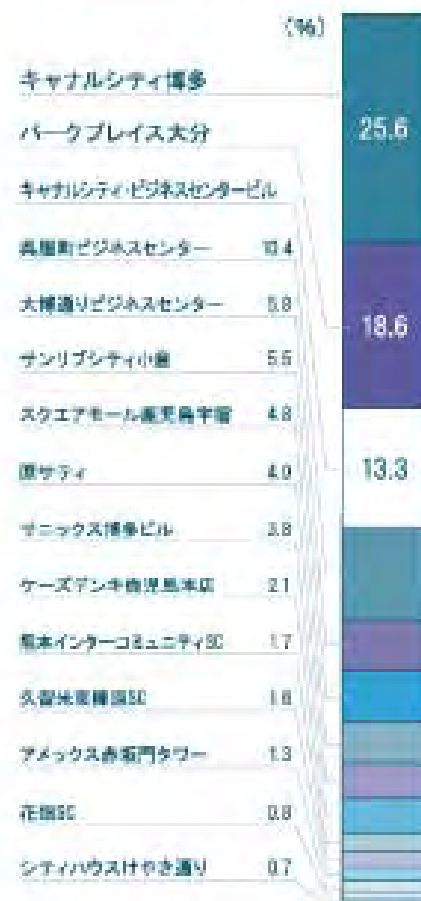 (%)
キャナルシティ博多 25.6
パークプレイス大分 18.6
キャナルシティ・ビジネスセンタービル 13.3
呉服町ビジネスセンター 10.4
大博通りビジネスセンター 5.8
サンリブシティ小倉 5.5
スクエアモール鹿児島宇宿 4.8
原サティ 4.0
サニックス博多ビル 3.8
ケーズデンキ鹿児島本店 2.1
熊本インターコミュニティSC 1.7
久留米東櫛原SC 1.6
アメックス赤坂門タワー 1.3
花畑SC 0.8
シティハウスけやき通り 0.7